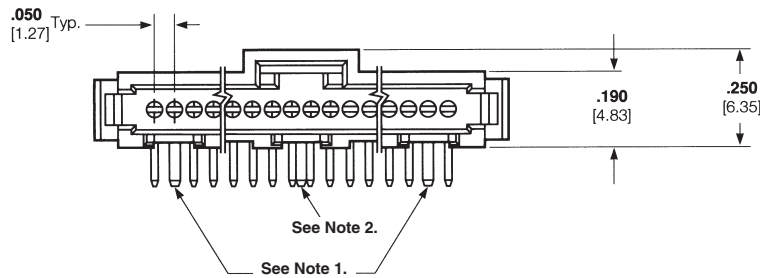 .050 Typ.
[1.27]
.190
[4.83]
.250
[6.35]
See Note 2.
See Note 1.